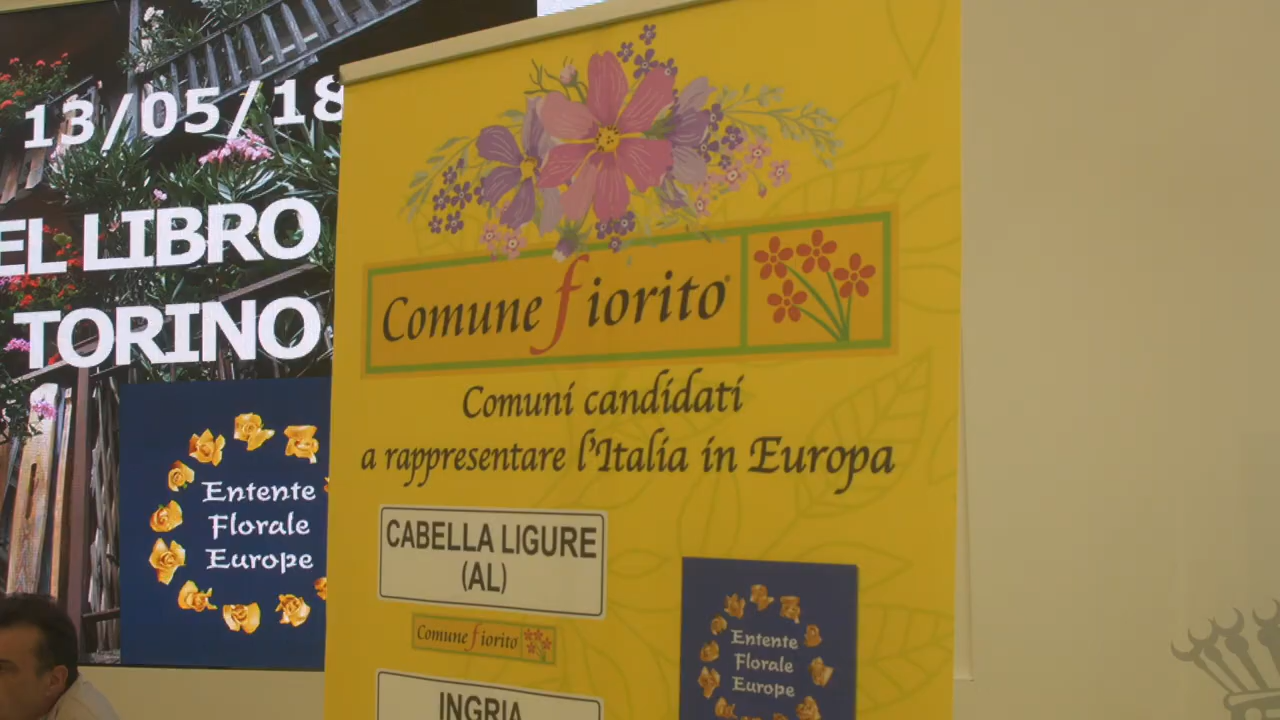 13/05/18
EL LIBRO
TORINO
Entente
Florale
Europe
Comune fiorito
Comuni candidati
a rappresentare l'Italia in Europa
CABELLA LIGURE
(AL)
Comune fiorito
INGRIA
Entente
Florale
Europe